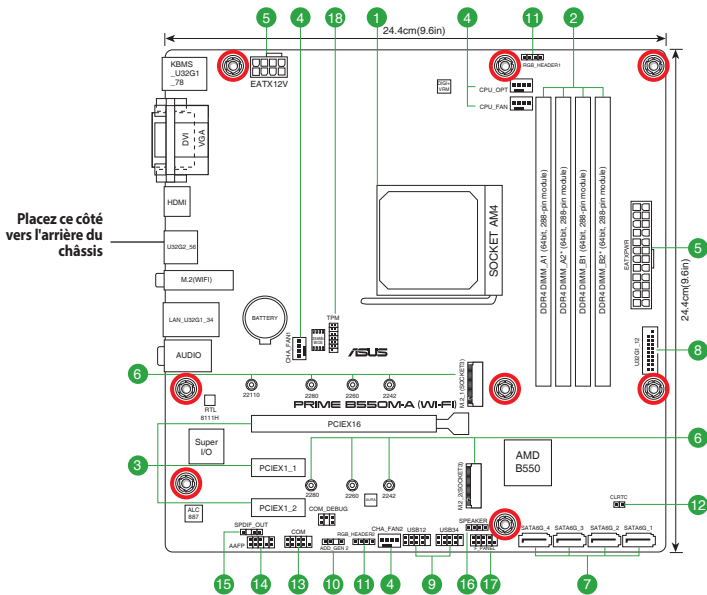 5
4
18
1
4
11
2
24.4cm(9.6in)
KBMS
_U32G1
_78
EATX12V
DIGI+
VRM
RGB_HEADER1
CPU_OPT
CPU_FAN
DVI
VGA
HDMI
SOCKET AM4
DDR4 DIMM_A1 (64bit, 288-pin module)
DDR4 DIMM_A2* (64bit, 288-pin module)
DDR4 DIMM_B1 (64bit, 288-pin module)
DDR4 DIMM_B2* (64bit, 288-pin module)
EATXPWR
5
24.4cm(9.6in)
Placez ce côté
vers l'arrière du
châssis
U32G2_56
M.2(WIFI)
LAN_U32G1_34
BATTERY
TPM
CHA_FAN1
ASUS
U32G1_12
8
AUDIO
6
22110
2280
2260
2242
M.2_1(SOCKET3)
RTL
8111H
PRIME B550M-A (WI-FI)
PCIEX16
Super
I/O
6
AMD
B550
3
PCIEX1_1
2280
2260
2242
M.2_2(SOCKET3)
AURA
PCIEX1_2
CLRTC
12
ALC
887
COM_DEBUG
SPDIF_OUT
AAFP
COM
RGB_HEADER2
ADD_GEN 2
CHA_FAN2
USB12
USB34
SPEAKER
F_PANEL
SATA6G_4
SATA6G_3
SATA6G_2
SATA6G_1
15
14
13
10
11
4
9
16
17
7